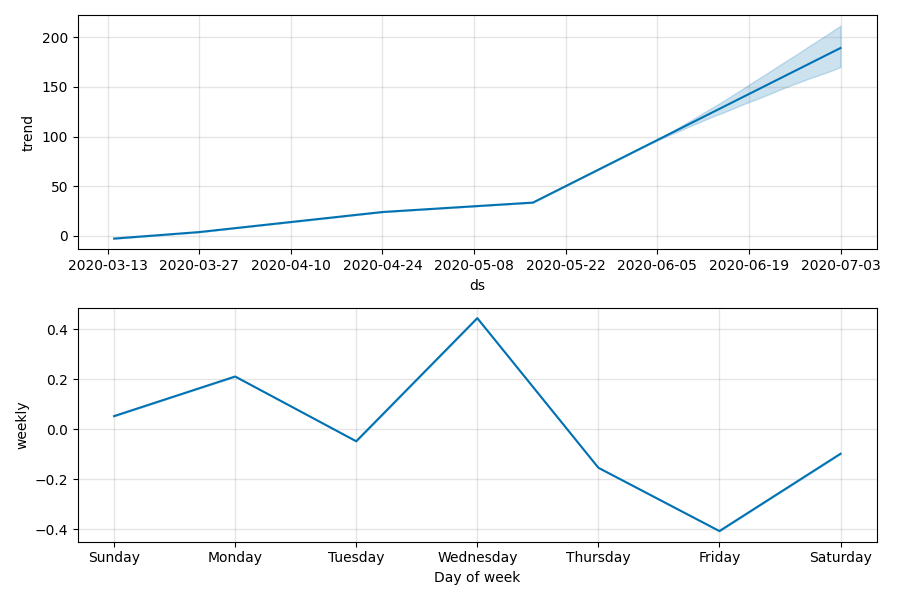 200
150
100
50
0
trend
2020-03-13 2020-03-27 2020-04-10 2020-04-24 2020-05-08 2020-05-22 2020-06-05 2020-06-19 2020-07-03
ds
0.4
0.2
0.0
−0.2
−0.4
weekly
Sunday Monday Tuesday Wednesday Thursday Friday Saturday
Day of week